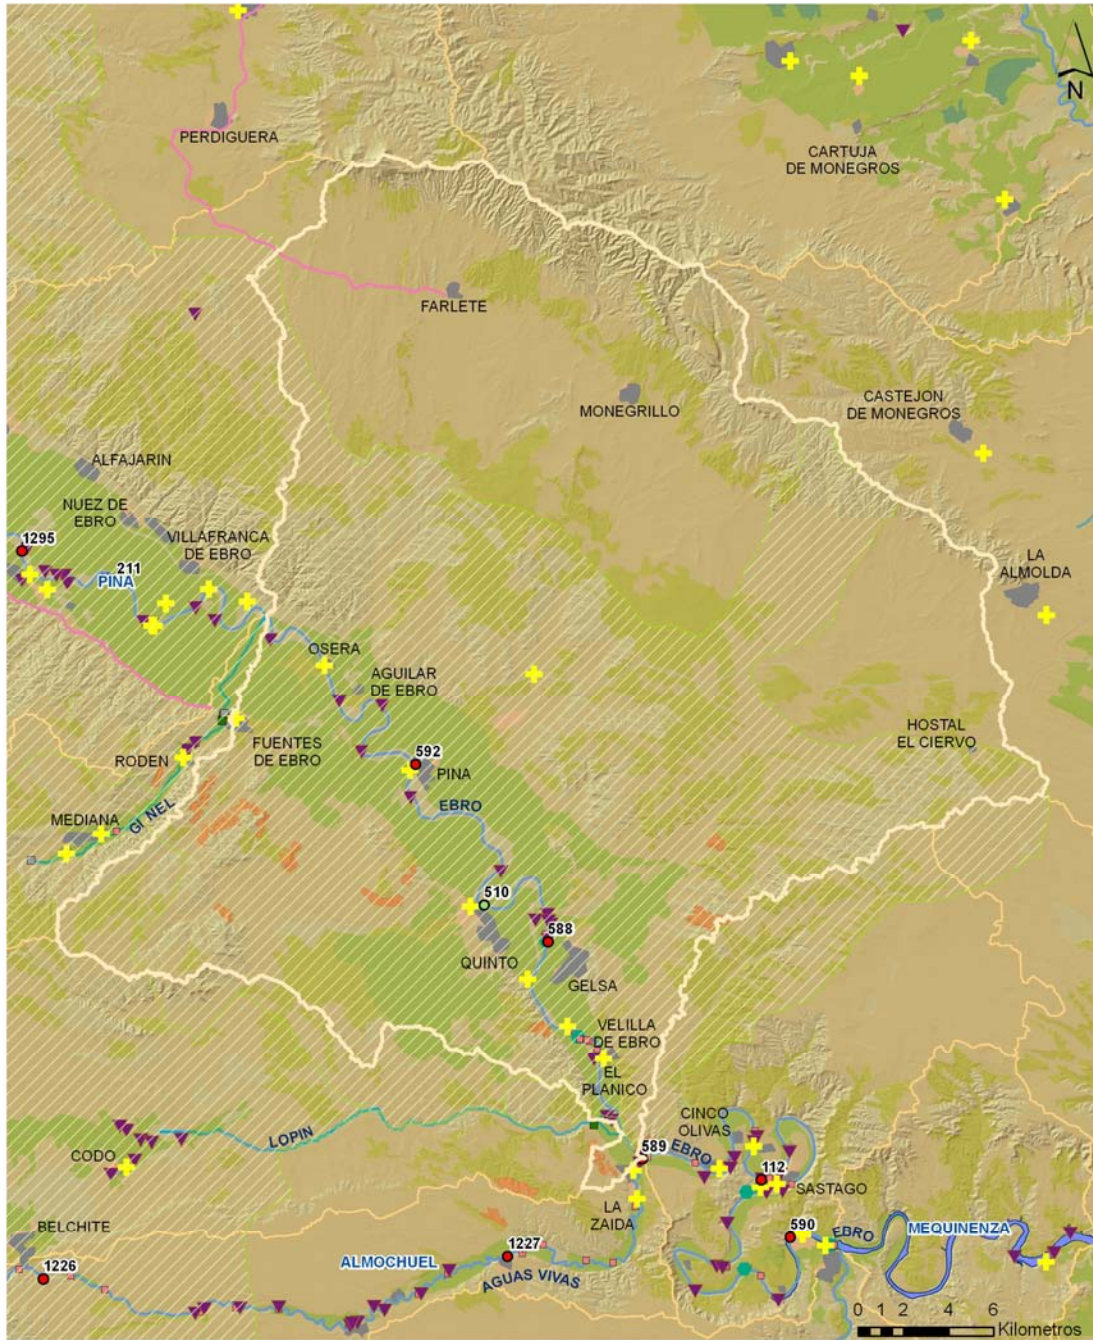 N
PERDIGUERA
CARTUJA
DE MONEGROS
FARLETE
MONEGRILLO
CASTEJON
DE MONEGROS
ALFAJARIN
NUEZ DE
EBRO
VILLAFRANCA
DE EBRO
1295
211
PINA
LA
ALMOLDA
OSERA
AGUILAR
DE EBRO
HOSTAL
EL CIERVO
FUENTES
DE EBRO
RODEN
592
PINA
MEDIANA
GI NEL
EBRO
510
588
QUINTO
GELSA
VELILLA
DE EBRO
EL
PLANICO
CINCO
OLIVAS
LOPIN
CODO
589
EBRO
112
SASTAGO
LA
ZAIDA
BELCHITE
590
EBRO
MEQUINENZA
1227
ALMOCHUEL
AGUAS VIVAS
1226
0 1 2 4 6
Kilometros